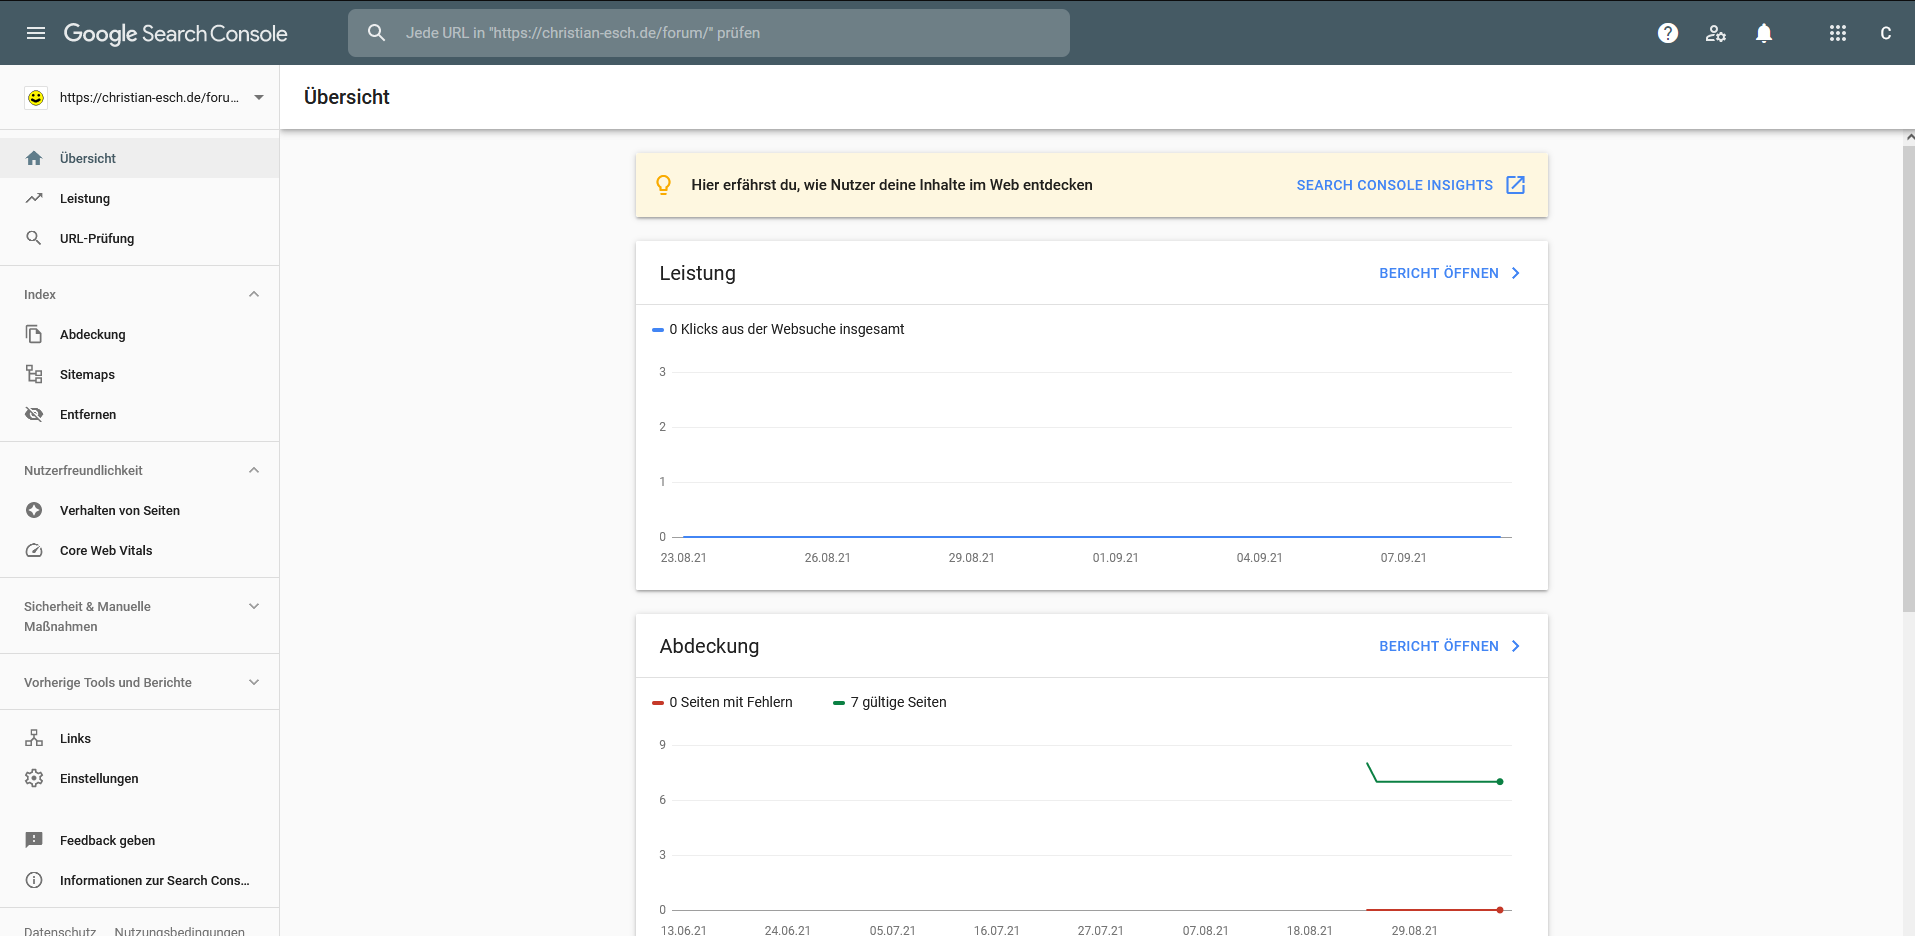 Google Search Console
Jede URL in "https://christian-esch.de/forum/" prüfen
?
C
https://christian-esch.de/foru...
Übersicht
Leistung
URL-Prüfung
Index
Abdeckung
Sitemaps
Entfernen
Nutzerfreundlichkeit
Verhalten von Seiten
Core Web Vitals
Sicherheit & Manuelle
Maßnahmen
Vorherige Tools und Berichte
Links
Einstellungen
Feedback geben
Informationen zur Search Cons...
Datenschutz Nutzungsbedingungen
Übersicht
Hier erfährst du, wie Nutzer deine Inhalte im Web entdecken
SEARCH CONSOLE INSIGHTS
Leistung
BERICHT ÖFFNEN
0 Klicks aus der Websuche insgesamt
3
2
1
0
23.08.21 26.08.21 29.08.21 01.09.21 04.09.21 07.09.21
Abdeckung
BERICHT ÖFFNEN
0 Seiten mit Fehlern 7 gültige Seiten
9
6
3
0
13.06.21 24.06.21 05.07.21 16.07.21 27.07.21 07.08.21 18.08.21 29.08.21